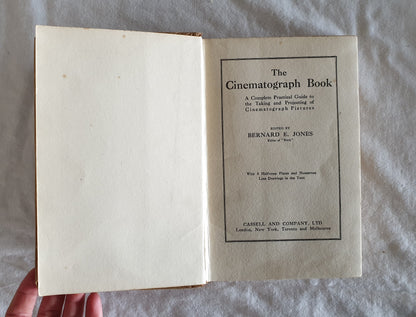 The
Cinematograph Book
A Complete Practical Guide to
the Taking and Projecting of
Cinematograph Pictures
EDITED BY
BERNARD E. JONES
Editor of "Work"
With 8 Half-tone Plates and Numerous
Line Drawings in the Text
CASSELL AND COMPANY, LTD
London, New York, Toronto and Melbourne